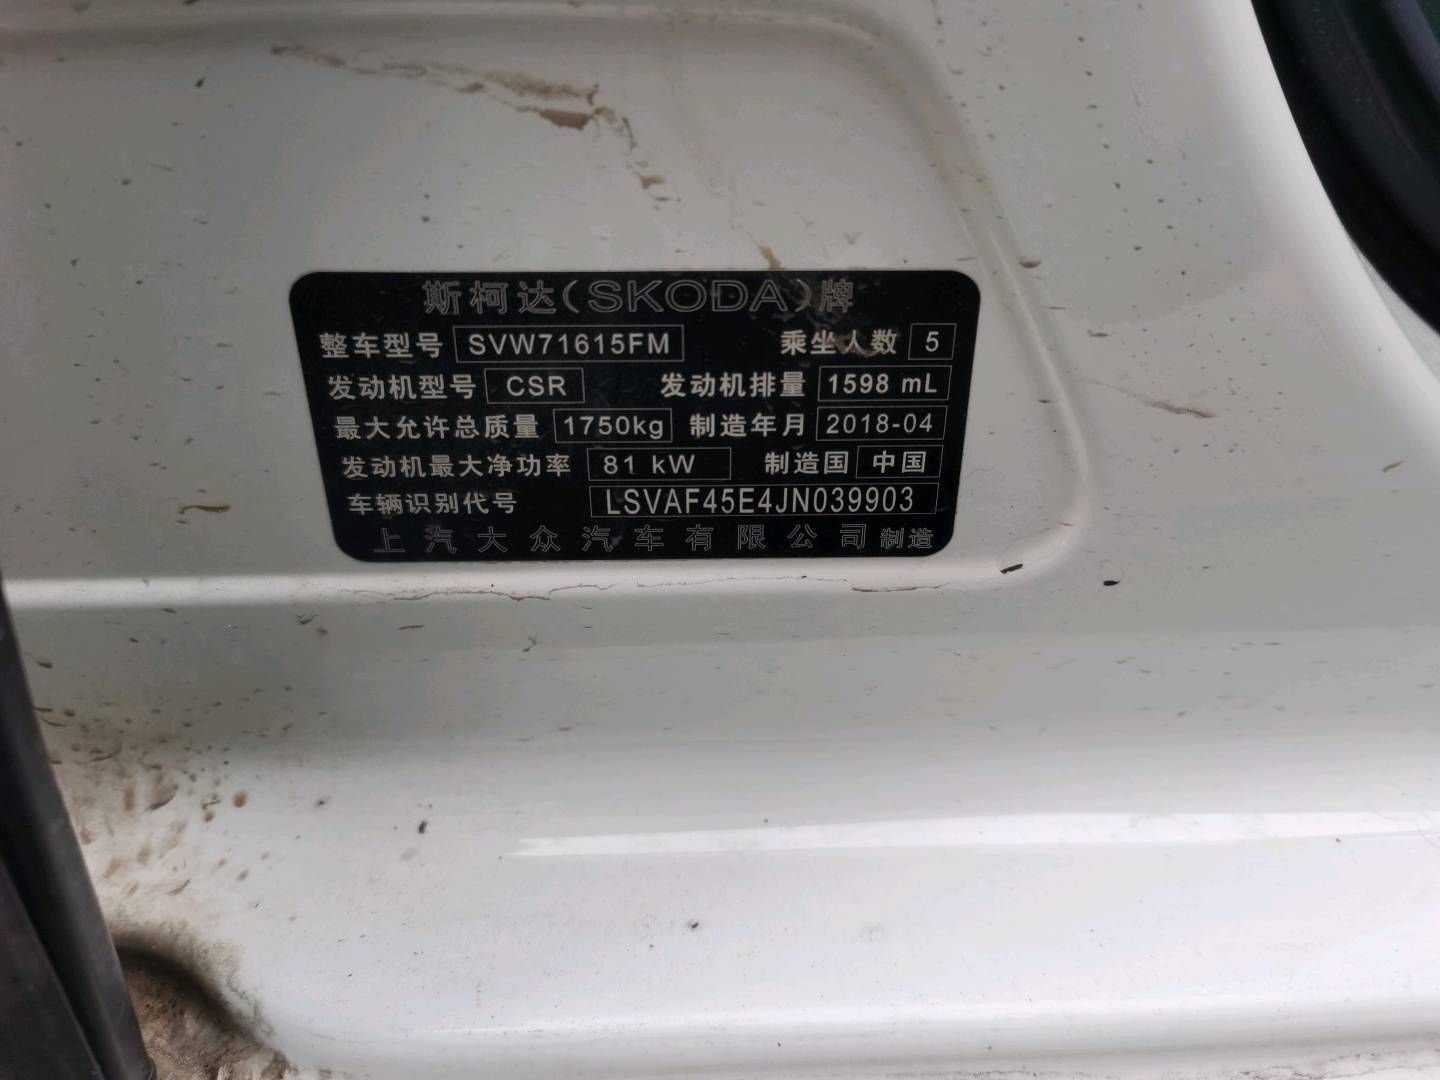 斯柯达(SKODA)牌
整车型号 SVW71615FM 乘坐人数 5
发动机型号 CSR 发动机排量 1598 mL
最大允许总质量 1750kg 制造年月 2018-04
发动机最大净功率 81 kW 制造国 中国
车辆识别代号 LSVAF45E4JN039903
上汽大众汽车有限公司 制造